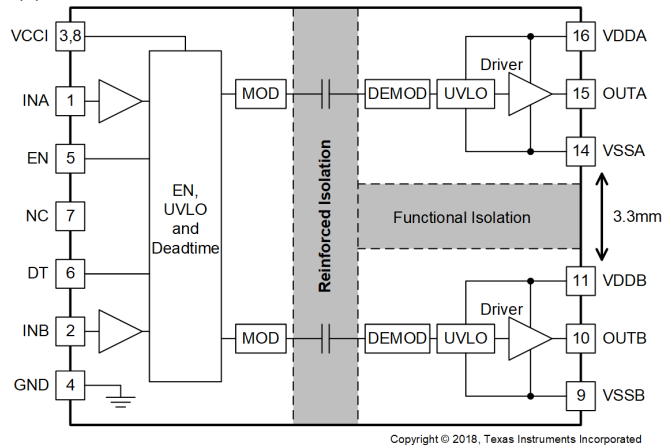 VCCI 3,8
INA 1
EN 5
NC 7
DT 6
INB 2
GND 4
EN,
UVLO
and
Deadtime
MOD
MOD
Reinforced Isolation
DEMOD UVLO
Driver
Functional Isolation
DEMOD UVLO
Driver
16 VDDA
15 OUTA
14 VSSA
3.3mm
11 VDDB
10 OUTB
9 VSSB
Copyright © 2018, Texas Instruments Incorporated